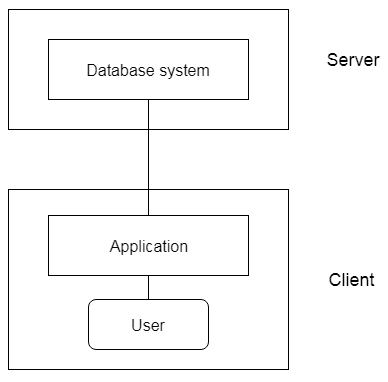 Database system
Server
Application
Client
User